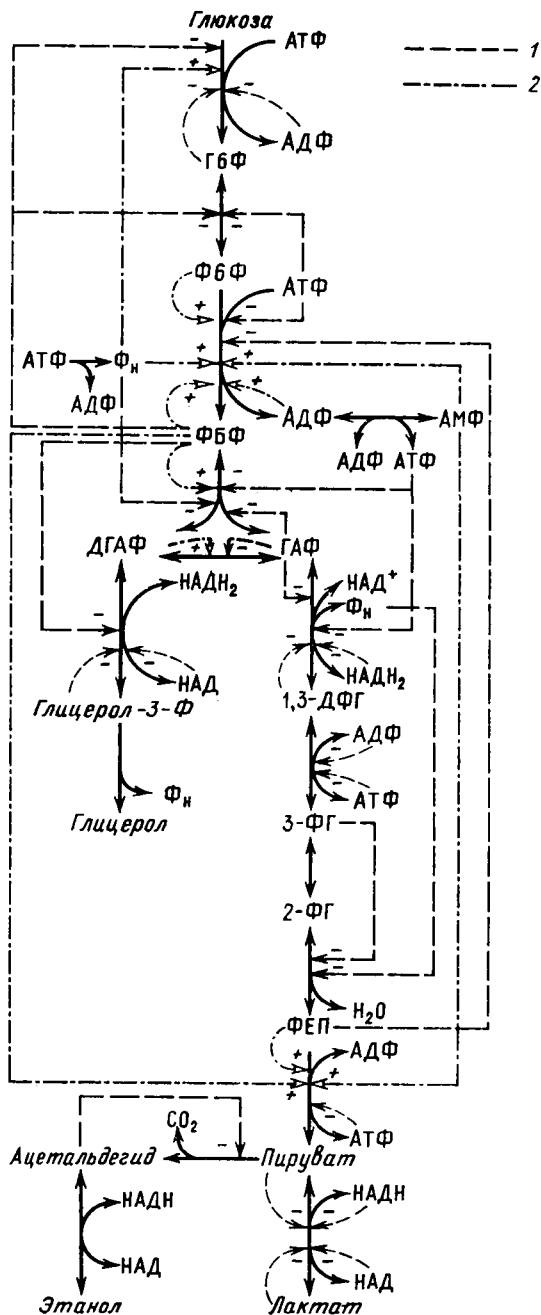 Глюкоза
АТФ
1
2
АДФ
Г6Ф
Ф6Ф
АТФ
АТФ Фн
АДФ
АДФ АМФ
ФБФ
АДФ АТФ
ДГАФ ГАФ
НАДН₂ НАД⁺
Фн
НАД НАДН₂
Глицерол-3-Ф 1,3-ДФГ
АДФ
Фн АТФ
Глицерол 3-ФГ
2-ФГ
Н₂О
ФЕП
АДФ
СО₂ АТФ
Ацетальдегид Пируват
НАДН НАДН
НАД НАД
Этанол Лактат